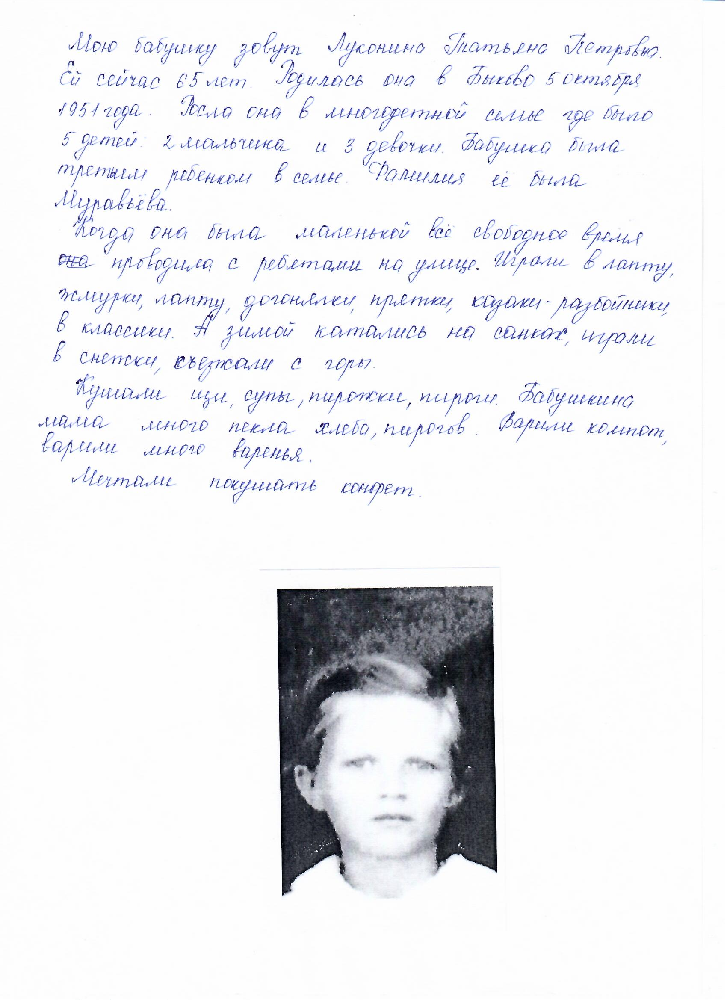 Мою бабушку зовут Луконина Татьяна Петровна.
Ей сейчас 65 лет. Родилась она в Быково 5 октября
1951 года. Росла она в многодетной семье где было
5 детей: 2 мальчика и 3 девочки. Бабушка была
третьим ребенком в семье. Фамилия её была
Муравьёва.
Когда она была маленькой всё свободное время
она проводила с ребятами на улице. Играли в лапту,
жмурки, лапту, догонялки, прятки, казаки-разбойники,
в классики. А зимой катались на санках, играли
в снежки, съезжали с горы.
Кушали щи, супы, пирожки, пироги. Бабушкина
мама много пекла хлеба, пирогов. Варили компот,
варили много варенья.
Мечтали покушать конфет.